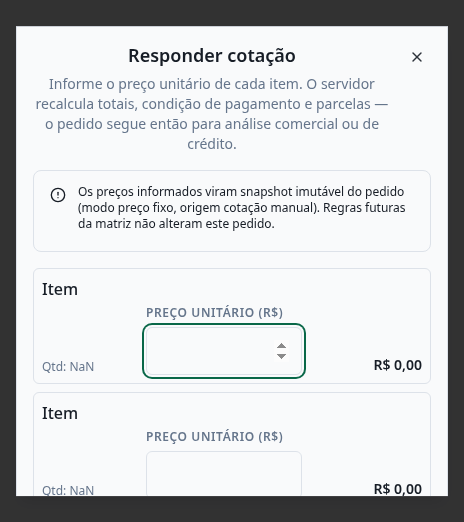 Responder cotação
Informe o preço unitário de cada item. O servidor
recalcula totais, condição de pagamento e parcelas —
o pedido segue então para análise comercial ou de
crédito.
Os preços informados viram snapshot imutável do pedido
(modo preço fixo, origem cotação manual). Regras futuras
da matriz não alteram este pedido.
Item
PREÇO UNITÁRIO (R$)
Qtd: NaN
R$ 0,00
Item
PREÇO UNITÁRIO (R$)
Qtd: NaN
R$ 0,00